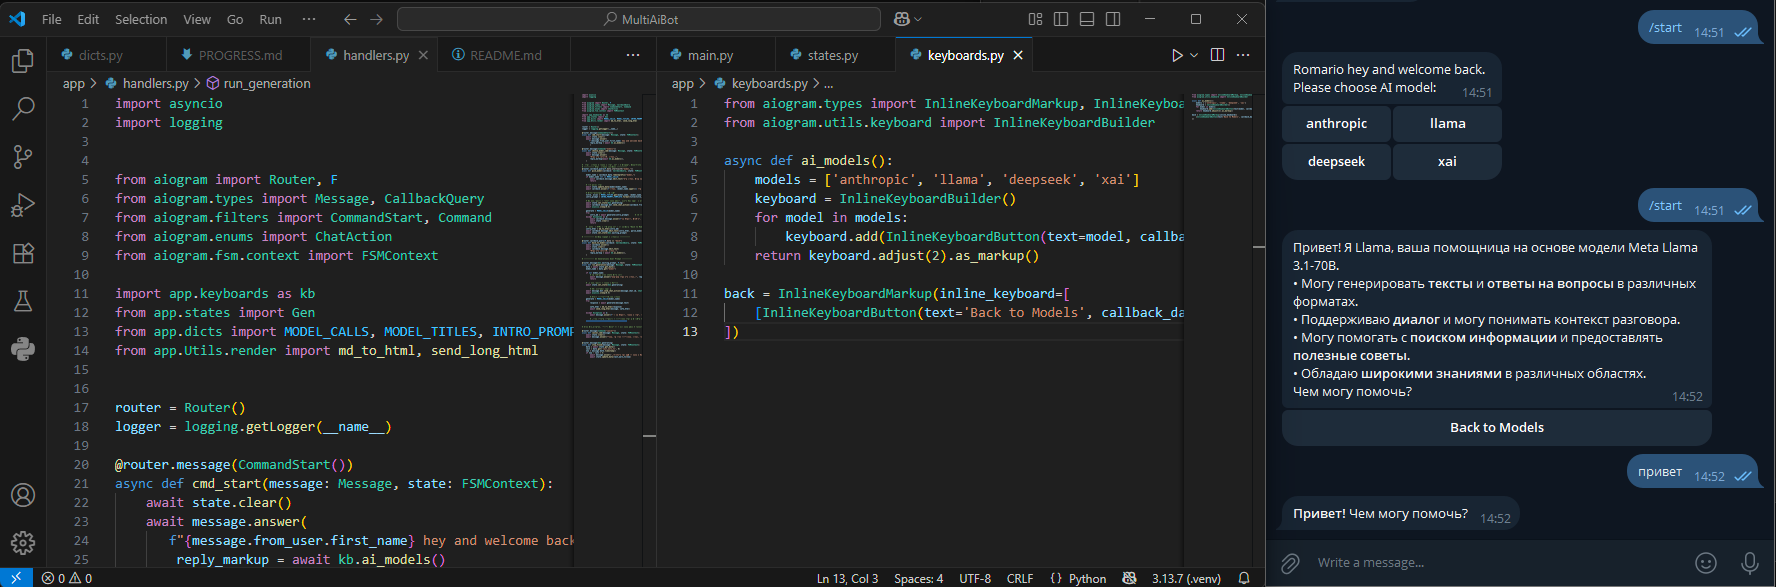 File Edit Selection View Go Run ···
MultiAiBot
dicts.py PROGRESS.md handlers.py README.md
app > handlers.py > run_generation
1 import asyncio
2 import logging
3
4
5 from aiogram import Router, F
6 from aiogram.types import Message, CallbackQuery
7 from aiogram.filters import CommandStart, Command
8 from aiogram.enums import ChatAction
9 from aiogram.fsm.context import FSMContext
10
11 import app.keyboards as kb
12 from app.states import Gen
13 from app.dicts import MODEL_CALLS, MODEL_TITLES, INTRO_PROMP
14 from app.Utils.render import md_to_html, send_long_html
15
16
17 router = Router()
18 logger = logging.getLogger(__name__)
19
20 @router.message(CommandStart())
21 async def cmd_start(message: Message, state: FSMContext):
22 await state.clear()
23 await message.answer(
24 f"{message.from_user.first_name} hey and welcome back
25 reply_markup = await kb.ai_models()
main.py states.py keyboards.py
app > keyboards.py > ...
1 from aiogram.types import InlineKeyboardMarkup, InlineKeyboa
2 from aiogram.utils.keyboard import InlineKeyboardBuilder
3
4 async def ai_models():
5 models = ['anthropic', 'llama', 'deepseek', 'xai']
6 keyboard = InlineKeyboardBuilder()
7 for model in models:
8 keyboard.add(InlineKeyboardButton(text=model, callba
9 return keyboard.adjust(2).as_markup()
10
11 back = InlineKeyboardMarkup(inline_keyboard=[
12 [InlineKeyboardButton(text='Back to Models', callback_da
13 ])
0 0
Ln 13, Col 3 Spaces: 4 UTF-8 CRLF {} Python 3.13.7 (.venv)
/start 14:51
Romario hey and welcome back.
Please choose AI model: 14:51
anthropic llama
deepseek xai
/start 14:51
Привет! Я Llama, ваша помощница на основе модели Meta Llama
3.1-70B.
• Могу генерировать тексты и ответы на вопросы в различных
форматах.
• Поддерживаю диалог и могу понимать контекст разговора.
• Могу помогать с поиском информации и предоставлять
полезные советы.
• Обладаю широкими знаниями в различных областях.
Чем могу помочь?
14:52
Back to Models
привет 14:52
Привет! Чем могу помочь? 14:52
Write a message...